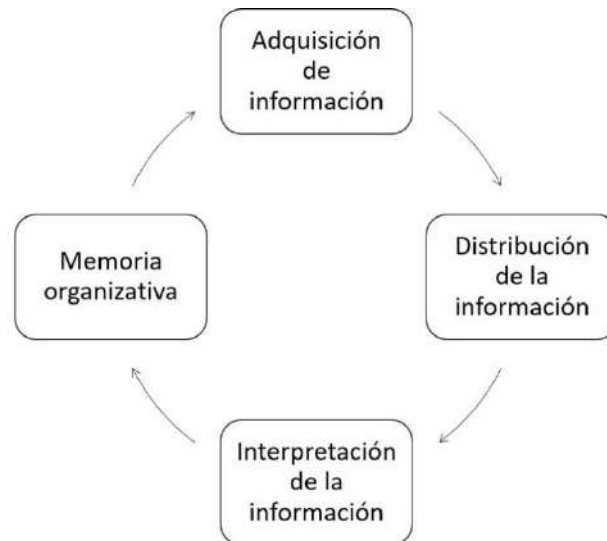 Adquisición
de
información
Distribución
de la
información
Interpretación
de la
información
Memoria
organizativa